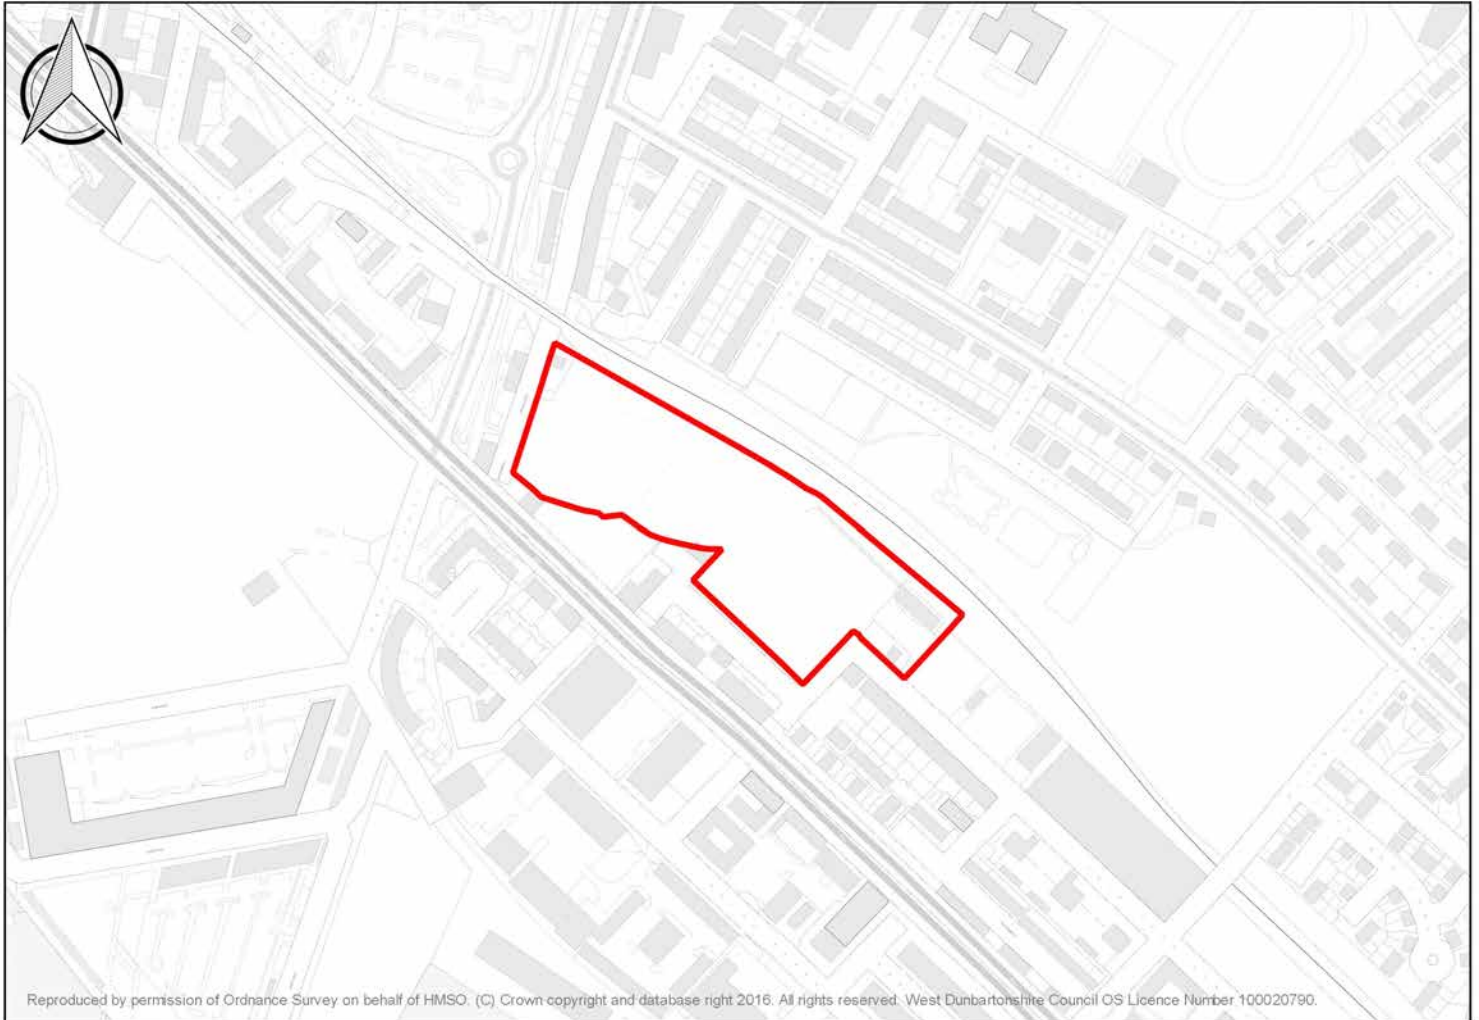 Reproduced by permission of Ordnance Survey on behalf of HMSO. (C) Crown copyright and database right 2016. All rights reserved. West Dunbartonshire Council OS Licence Number 100020790.